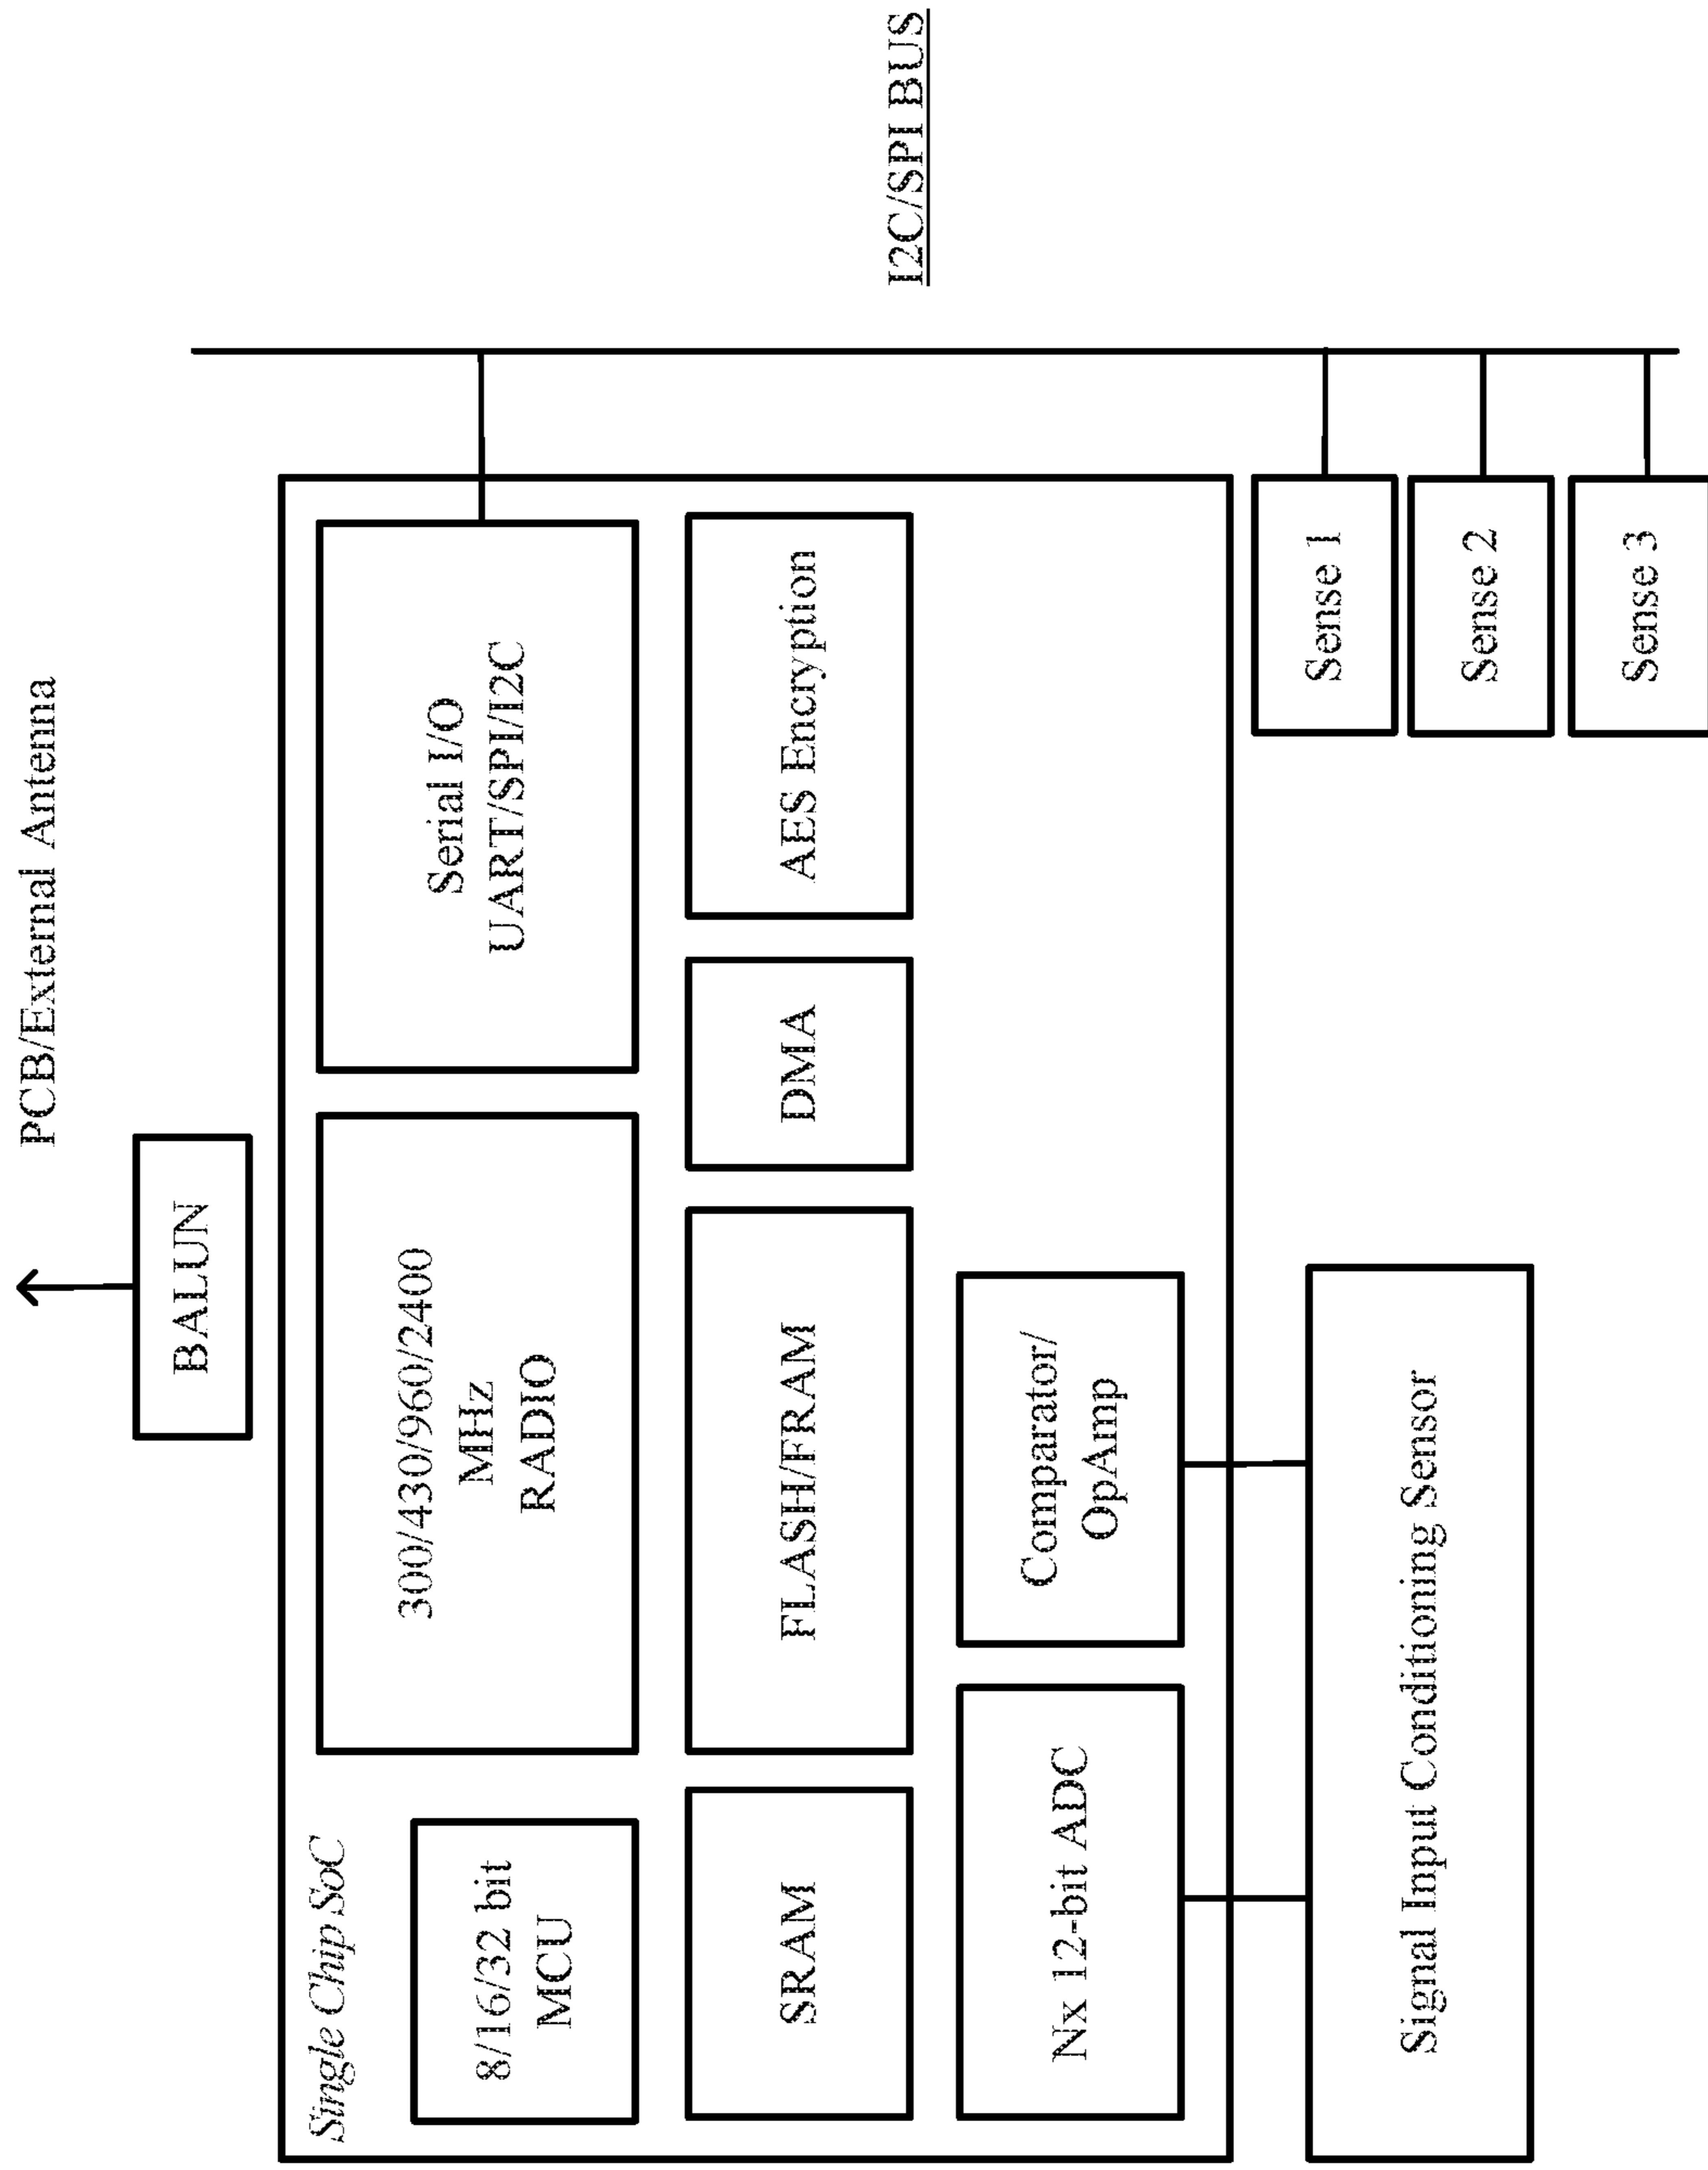 PCB/External Antenna
BALUN
Single Chip SoC
8/16/32 bit
MCU
300/430/960/2400
MHz
RADIO
Serial I/O
UART/SPI/I2C
SRAM
FLASH/FRAM
DMA
AES Encryption
Nx 12-bit ADC
Comparator/
OpAmp
I2C/SPI BUS
Signal Input Conditioning Sensor
Sense 1
Sense 2
Sense 3